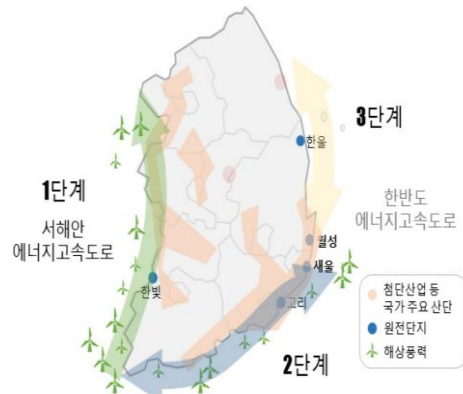 3단계
한울
1단계
서해안
에너지고속도로
한반도
에너지고속도로
월성
새울
한빛
고리
2단계
첨단산업 등
국가 주요 산단
원전단지
해상풍력